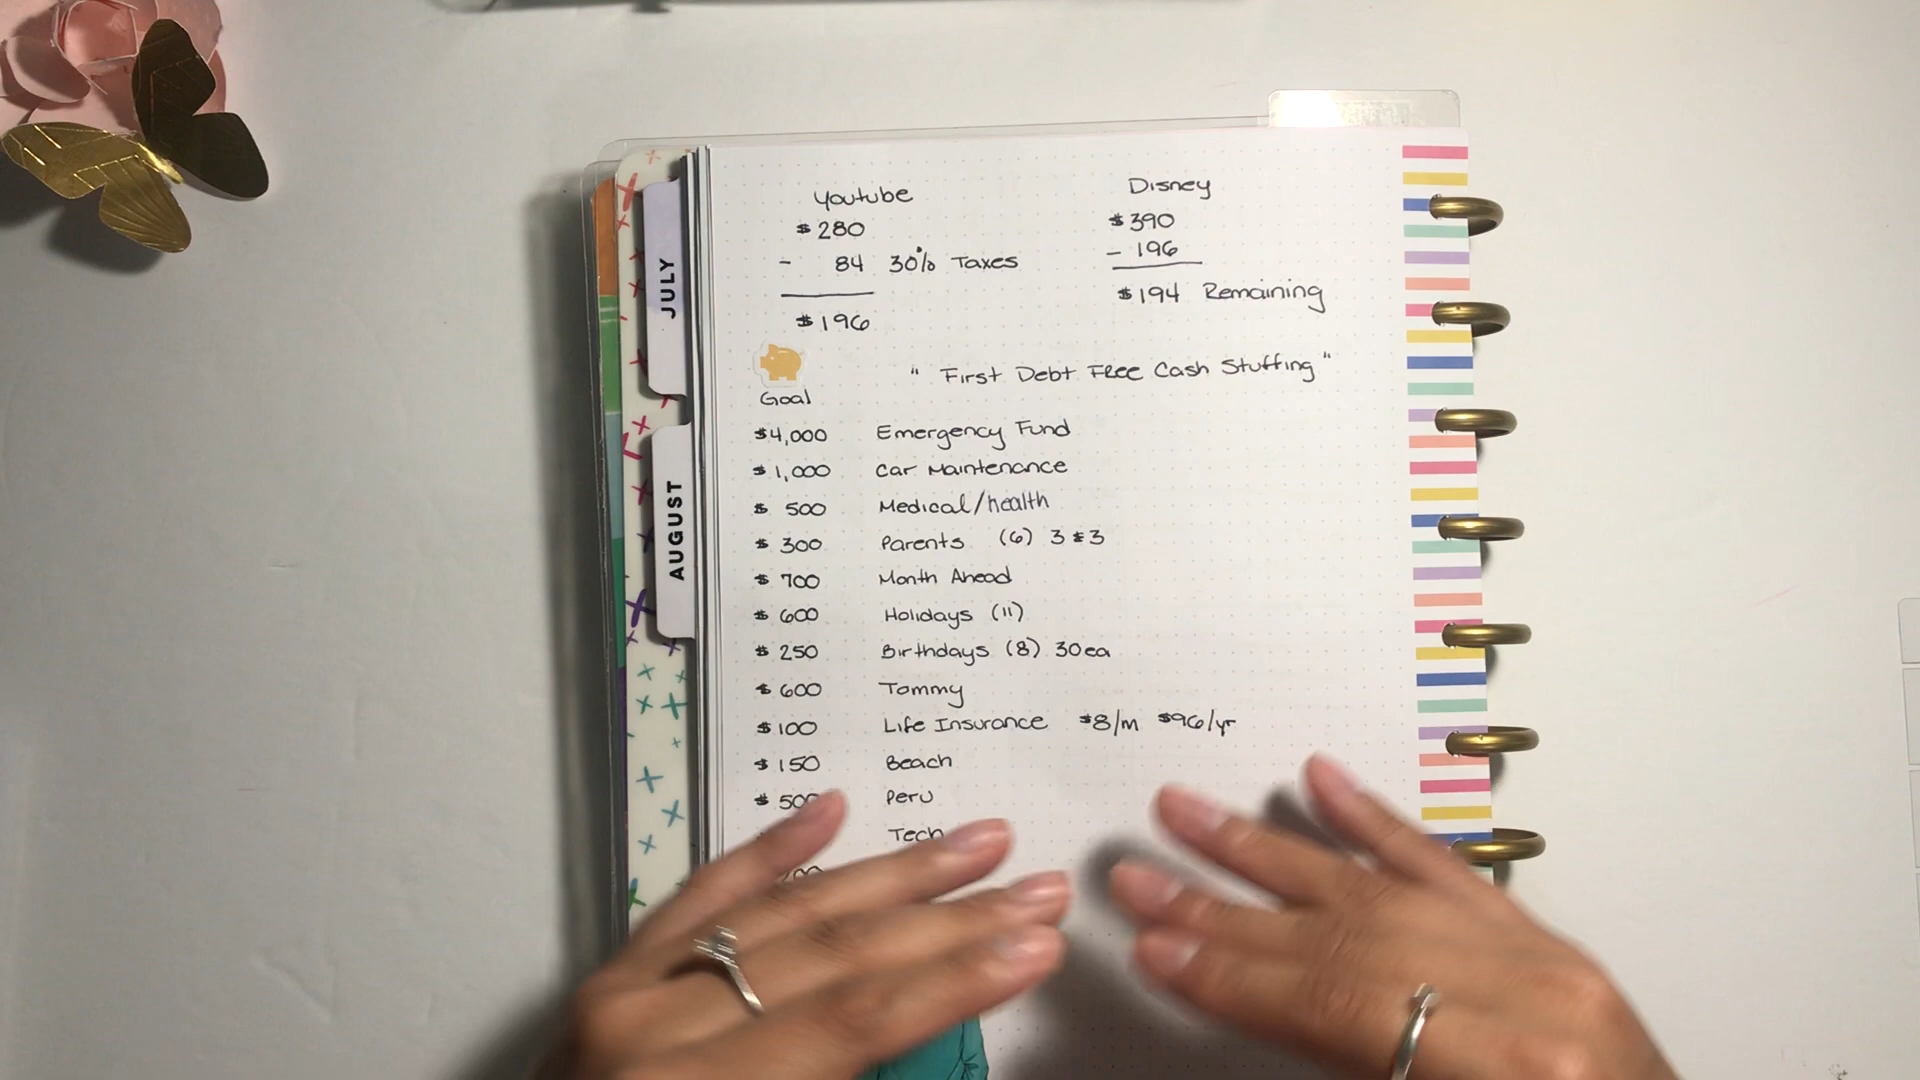 Youtube
$280
- 84 30% Taxes
$196
Disney
$390
- 196
$194 Remaining
"First Debt Free Cash Stuffing"
Goal
$4,000 Emergency Fund
$1,000 Car Maintenance
$ 500 Medical/health
$ 300 Parents (6) 3 & 3
$ 700 Month Ahead
$ 600 Holidays (11)
$ 250 Birthdays (8) 30ea
$ 600 Tommy
$ 100 Life Insurance $8/m $96/yr
$ 150 Beach
$ 500 Peru
Tech
JULY
AUGUST